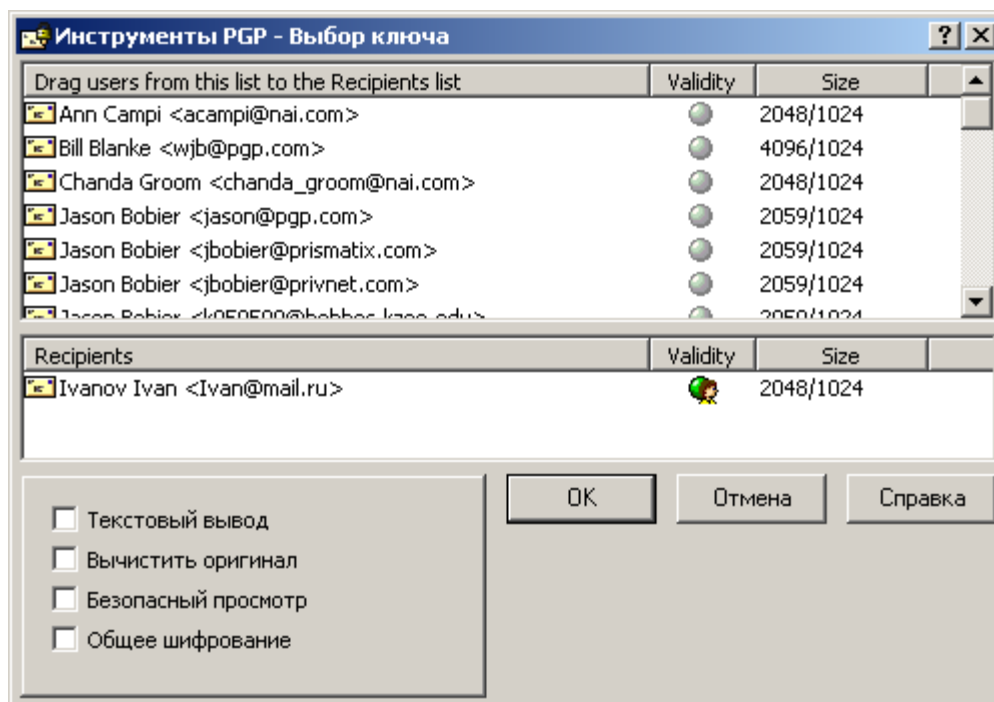 Инструменты PGP - Выбор ключа
Drag users from this list to the Recipients list Validity Size
Ann Campi <acampi@nai.com> 2048/1024
Bill Blanke <wjb@pgp.com> 4096/1024
Chanda Groom <chanda_groom@nai.com> 2048/1024
Jason Bobier <jason@pgp.com> 2059/1024
Jason Bobier <jbobier@prismatix.com> 2059/1024
Jason Bobier <jbobier@privnet.com> 2059/1024
Jason Bobier 2059/1024
Recipients Validity Size
Ivanov Ivan <Ivan@mail.ru> 2048/1024
OK Отмена Справка
Текстовый вывод
Вычистить оригинал
Безопасный просмотр
Общее шифрование